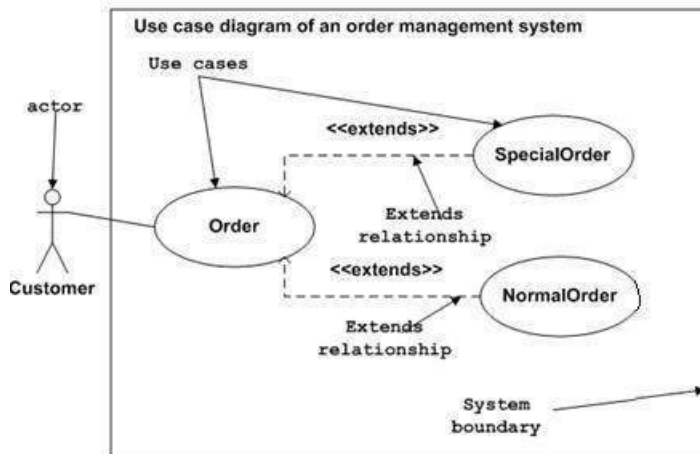 Use case diagram of an order management system
Use cases
actor
<<extends>>
SpecialOrder
Extends
relationship
Order
Customer
<<extends>>
NormalOrder
Extends
relationship
System
boundary